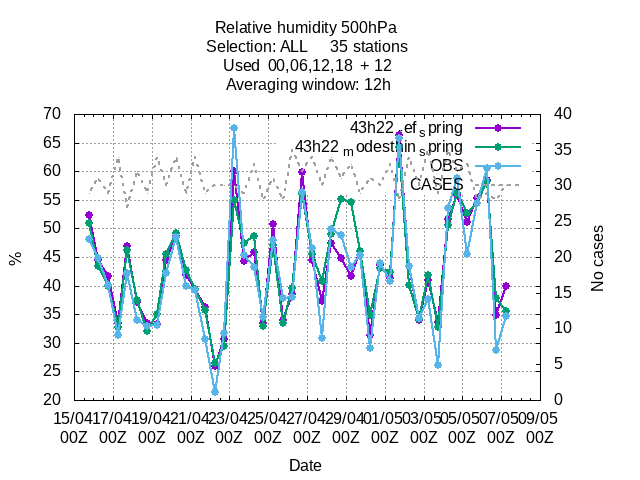 Relative humidity 500hPa
Selection: ALL 35 stations
Used 00,06,12,18 + 12
Averaging window: 12h
70
65
60
55
50
45
40
35
30
25
20
%
40
35
30
25
20
15
10
5
0
No cases
43h22 ef s pring
43h22 m odesthin s pring
OBS
CASES
15/04 17/04 19/04 21/04 23/04 25/04 27/04 29/04 01/05 03/05 05/05 07/05 09/05
00Z 00Z 00Z 00Z 00Z 00Z 00Z 00Z 00Z 00Z 00Z 00Z 00Z
Date